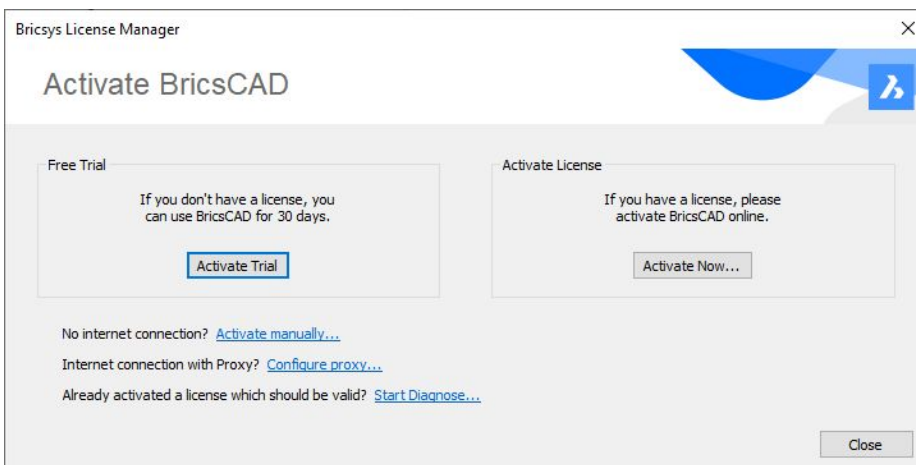 Bricsys License Manager
Activate BricsCAD
Free Trial
If you don't have a license, you
can use BricsCAD for 30 days.
Activate Trial
Activate License
If you have a license, please
activate BricsCAD online.
Activate Now...
No internet connection? Activate manually...
Internet connection with Proxy? Configure proxy...
Already activated a license which should be valid? Start Diagnose...
Close